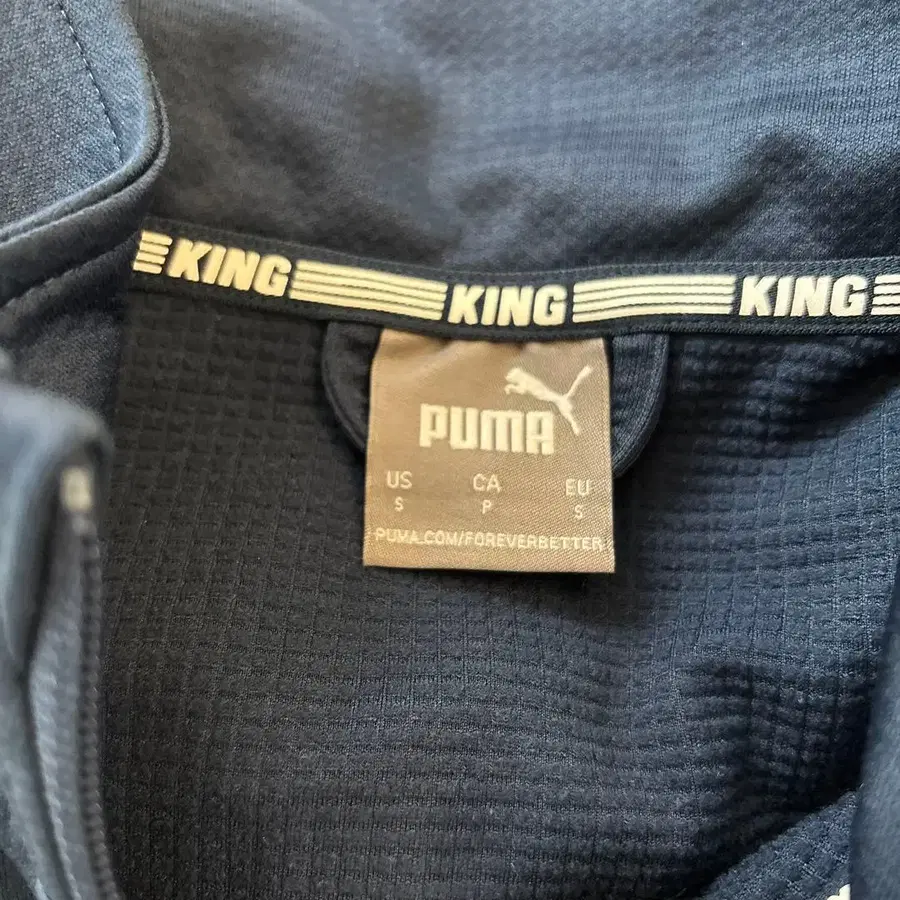 KING KING KING
PUMA
US CA EU
S P S
PUMA.COM/FOREVERBETTER